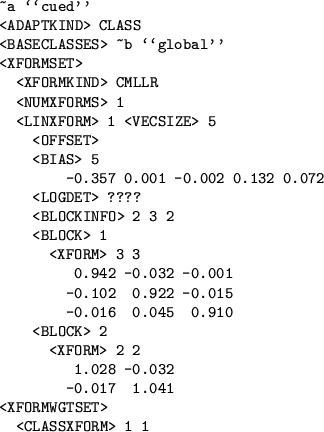 ~a ‘‘cued’’
<ADAPTKIND> CLASS
<BASECLASSES> ~b ‘‘global’’
<XFORMSET>
<XFORMKIND> CMLLR
<NUMXFORMS> 1
<LINXFORM> 1 <VECSIZE> 5
<OFFSET>
<BIAS> 5
-0.357 0.001 -0.002 0.132 0.072
<LOGDET> ????
<BLOCKINFO> 2 3 2
<BLOCK> 1
<XFORM> 3 3
0.942 -0.032 -0.001
-0.102 0.922 -0.015
-0.016 0.045 0.910
<BLOCK> 2
<XFORM> 2 2
1.028 -0.032
-0.017 1.041
<XFORMWGTSET>
<CLASSXFORM> 1 1